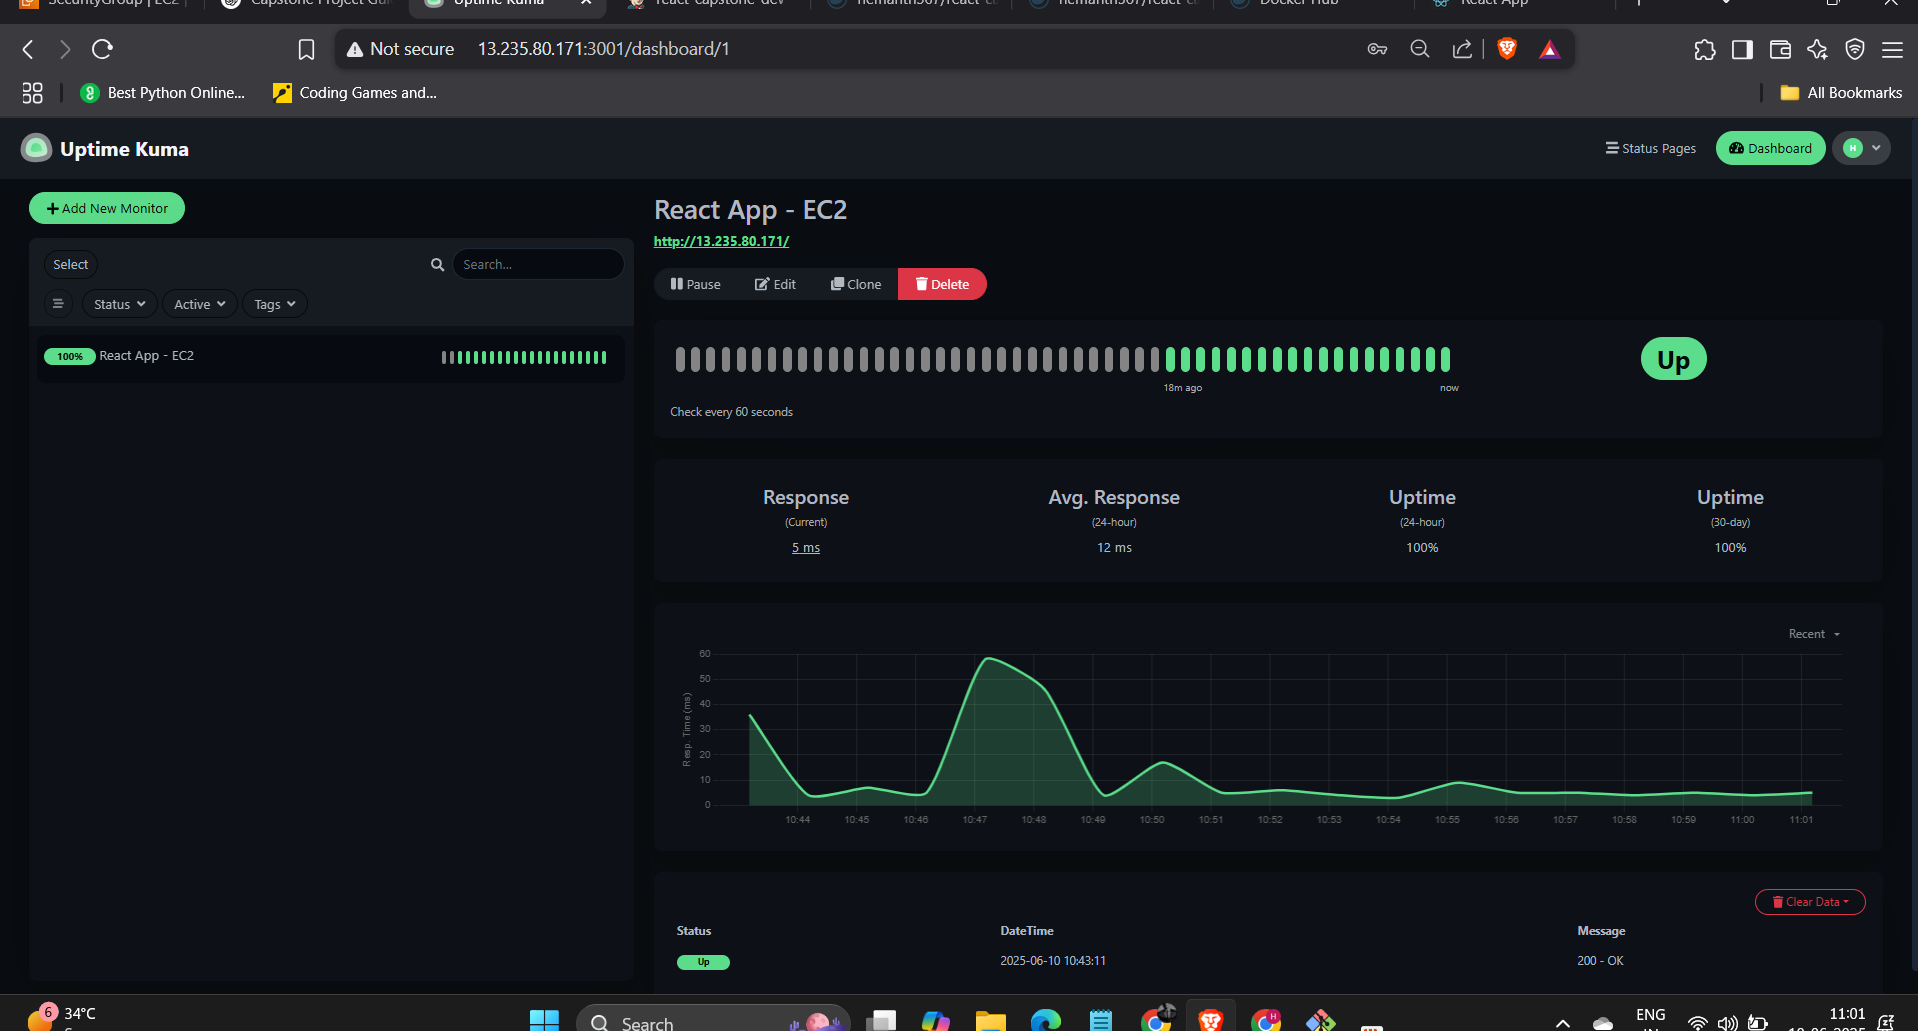 SecurityGroup | EC2
Capstone Project Gu
Uptime Kuma
react-capstone-dev
Docker Hub
React App
Not secure 13.235.80.171:3001/dashboard/1
Best Python Online...
Coding Games and...
All Bookmarks
Uptime Kuma
Status Pages
Dashboard
H
Add New Monitor
Select
Search...
Status
Active
Tags
100% React App - EC2
React App - EC2
http://13.235.80.171/
Pause
Edit
Clone
Delete
18m ago
now
Up
Check every 60 seconds
Response
(Current)
5 ms
Avg. Response
(24-hour)
12 ms
Uptime
(24-hour)
100%
Uptime
(30-day)
100%
Recent
Resp. Time (ms)
60
50
40
30
20
10
0
10:44 10:45 10:46 10:47 10:48 10:49 10:50 10:51 10:52 10:53 10:54 10:55 10:56 10:57 10:58 10:59 11:00 11:01
Clear Data
Status DateTime Message
Up 2025-06-10 10:43:11 200 - OK
6
34°C
Search
ENG
11:01